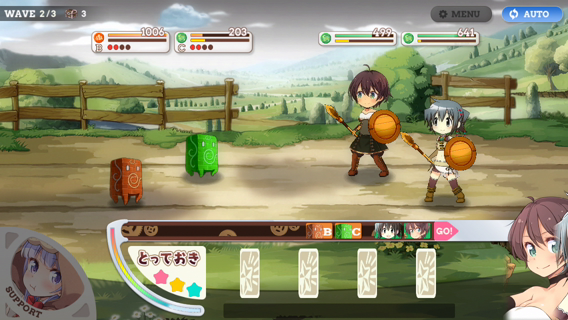 WAVE 2/3 3
MENU
AUTO
1006
B
203
C
499
641
B C GO!
とっておき
SUPPORT